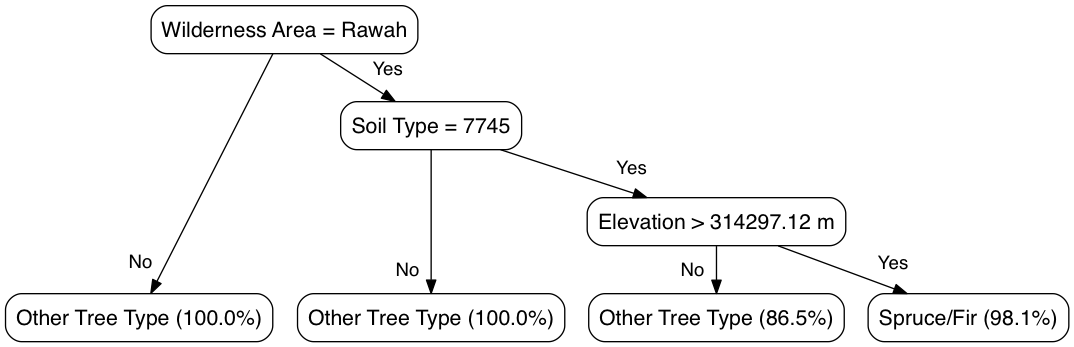 Wilderness Area = Rawah
Yes
Soil Type = 7745
Yes
Elevation > 314297.12 m
No
No
No
Yes
Other Tree Type (100.0%)
Other Tree Type (100.0%)
Other Tree Type (86.5%)
Spruce/Fir (98.1%)